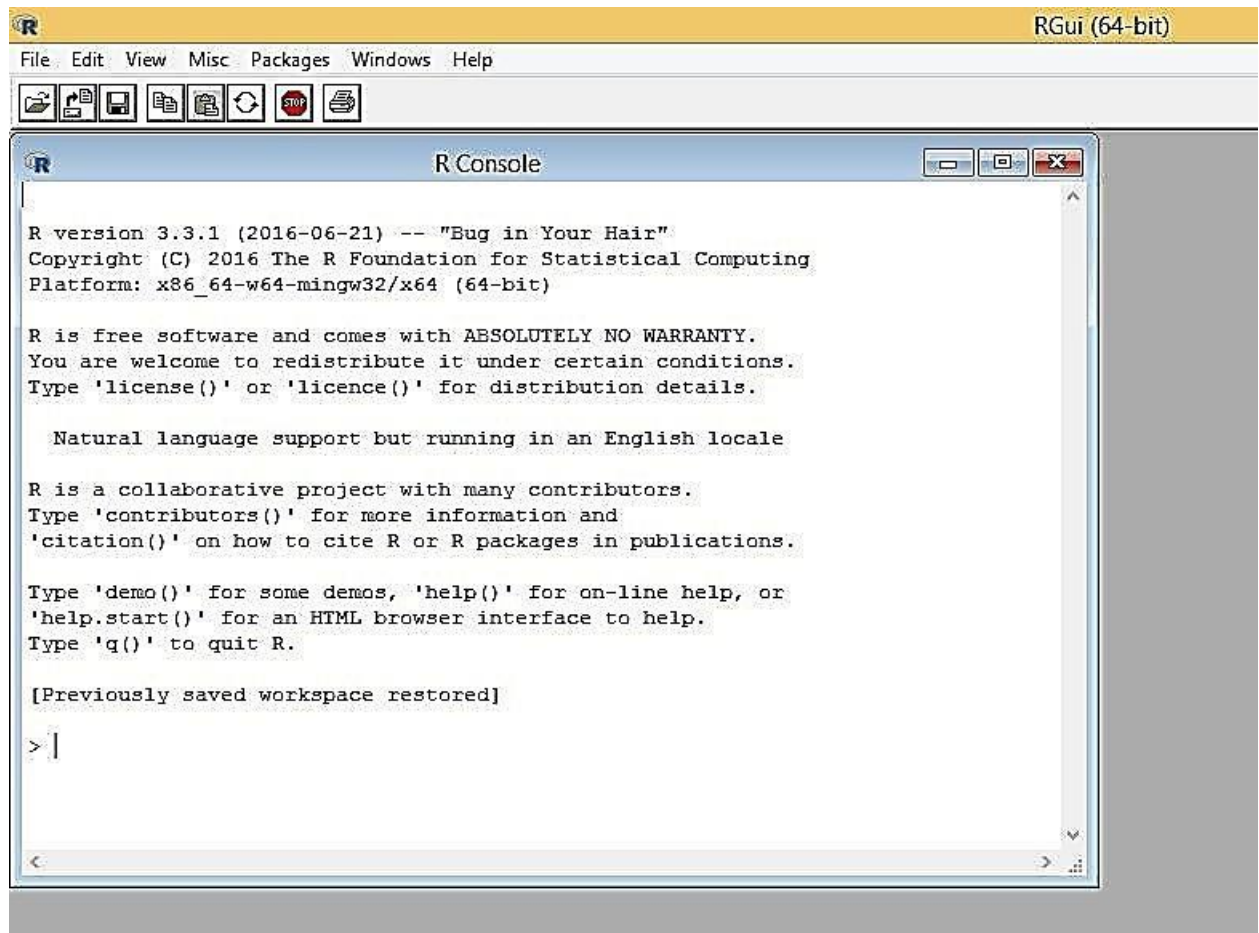 R
RGui (64-bit)
File Edit View Misc Packages Windows Help
STOP
R
R Console
R version 3.3.1 (2016-06-21) -- "Bug in Your Hair"
Copyright (C) 2016 The R Foundation for Statistical Computing
Platform: x86_64-w64-mingw32/x64 (64-bit)
R is free software and comes with ABSOLUTELY NO WARRANTY.
You are welcome to redistribute it under certain conditions.
Type 'license()' or 'licence()' for distribution details.
Natural language support but running in an English locale
R is a collaborative project with many contributors.
Type 'contributors()' for more information and
'citation()' on how to cite R or R packages in publications.
Type 'demo()' for some demos, 'help()' for on-line help, or
'help.start()' for an HTML browser interface to help.
Type 'q()' to quit R.
[Previously saved workspace restored]
>